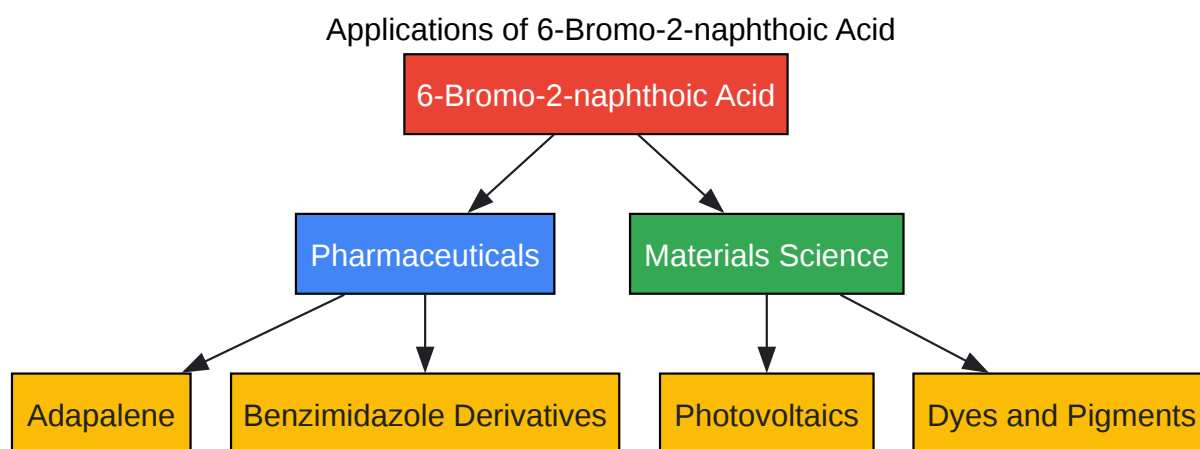 Applications of 6-Bromo-2-naphthoic Acid
6-Bromo-2-naphthoic Acid
Pharmaceuticals
Materials Science
Adapalene
Benzimidazole Derivatives
Photovoltaics
Dyes and Pigments